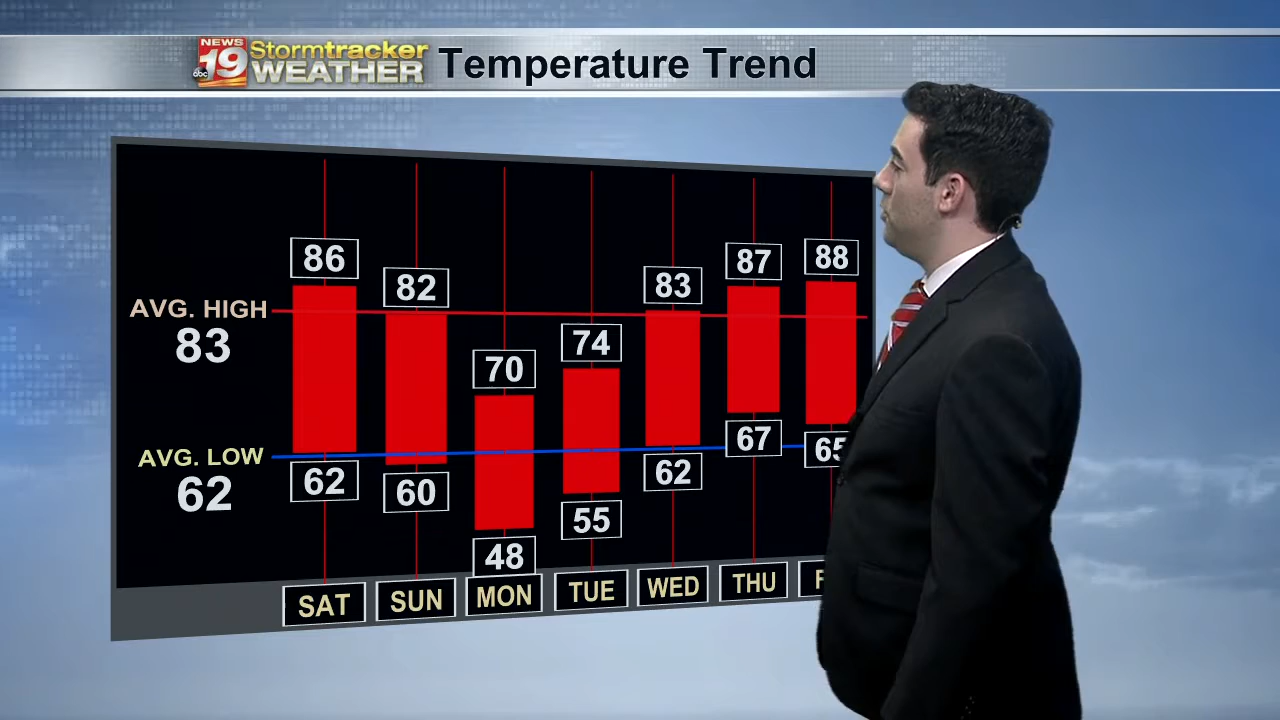 NEWS
abc 19
Stormtracker
WEATHER
Temperature Trend
86 82 70 74 83 87 88
AVG. HIGH
83
AVG. LOW
62
62 60 48 55 62 67 65
SAT SUN MON TUE WED THU